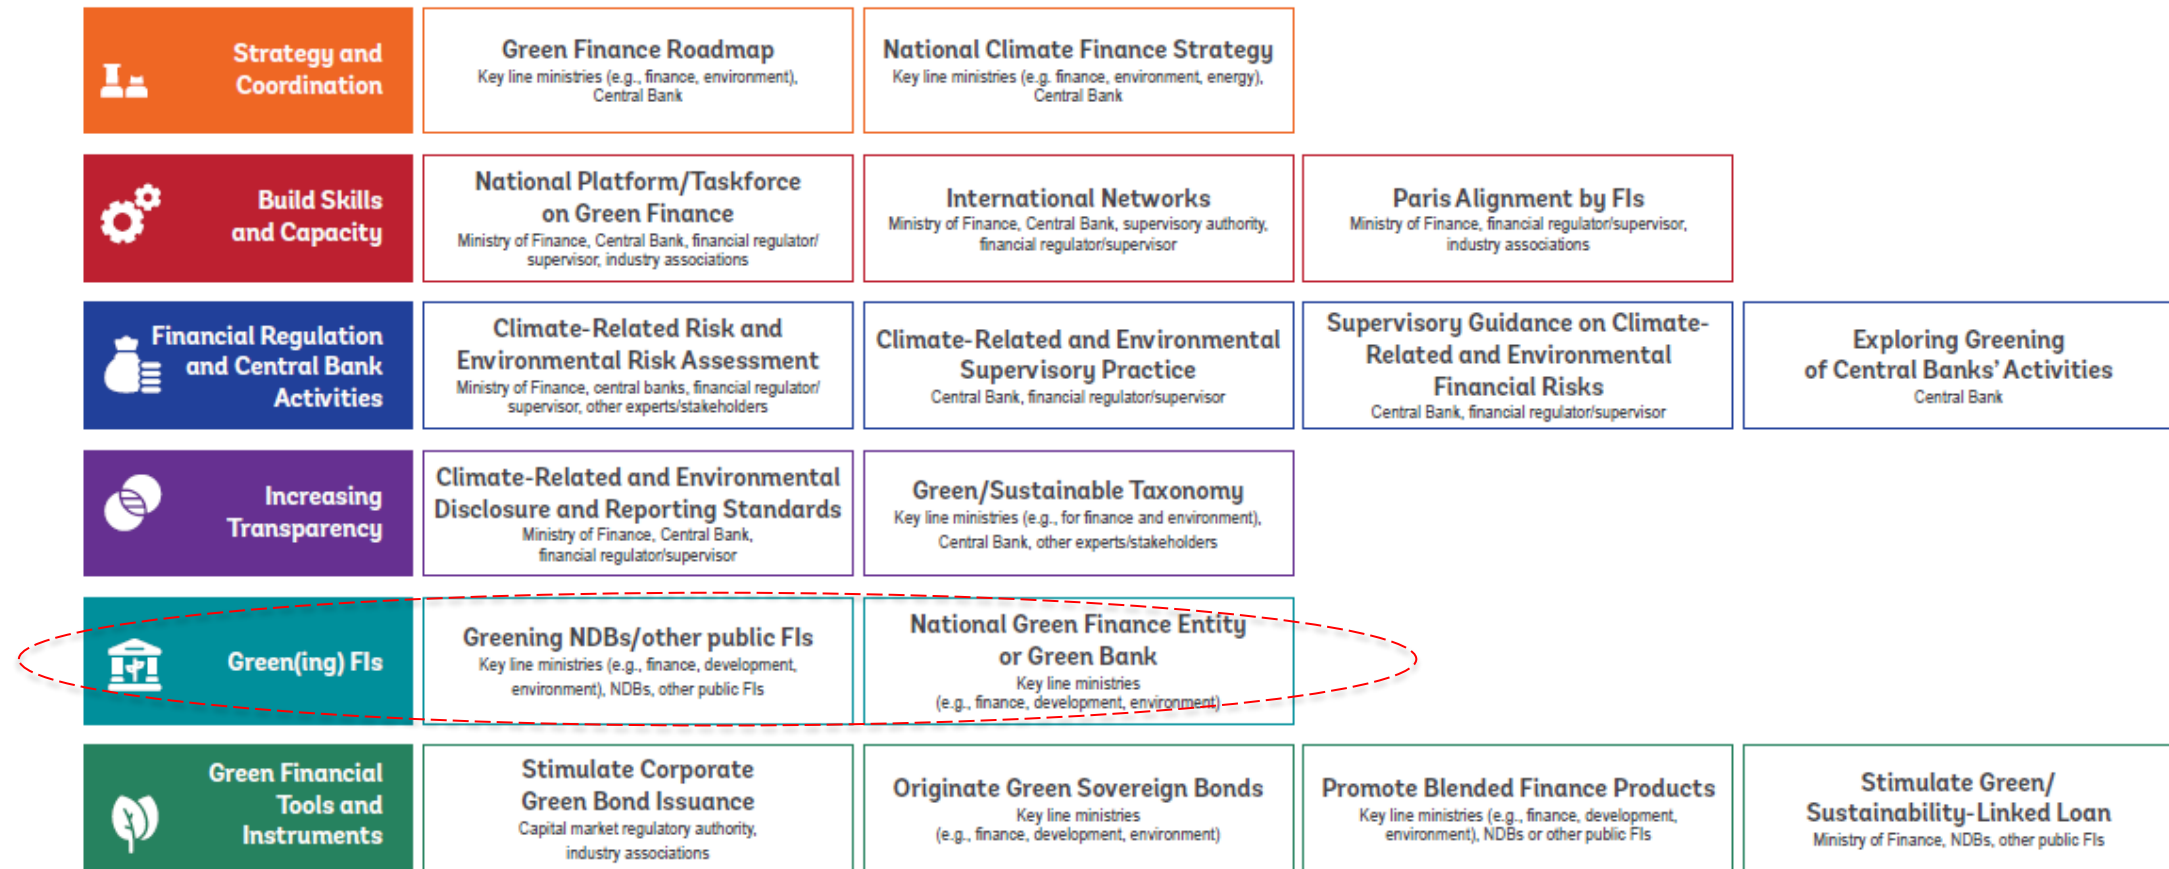 Strategy and
Coordination
Green Finance Roadmap
Key line ministries (e.g., finance, environment),
Central Bank
National Climate Finance Strategy
Key line ministries (e.g. finance, environment, energy),
Central Bank
Build Skills
and Capacity
National Platform/Taskforce
on Green Finance
Ministry of Finance, Central Bank, financial regulator/
supervisor, industry associations
International Networks
Ministry of Finance, Central Bank, supervisory authority,
financial regulator/supervisor
Paris Alignment by FIs
Ministry of Finance, financial regulator/supervisor,
industry associations
Financial Regulation
and Central Bank
Activities
Climate-Related Risk and
Environmental Risk Assessment
Ministry of Finance, central banks, financial regulator/
supervisor, other experts/stakeholders
Climate-Related and Environmental
Supervisory Practice
Central Bank, financial regulator/supervisor
Supervisory Guidance on Climate-
Related and Environmental
Financial Risks
Central Bank, financial regulator/supervisor
Exploring Greening
of Central Banks' Activities
Central Bank
Increasing
Transparency
Climate-Related and Environmental
Disclosure and Reporting Standards
Ministry of Finance, Central Bank,
financial regulator/supervisor
Green/Sustainable Taxonomy
Key line ministries (e.g., for finance and environment),
Central Bank, other experts/stakeholders
Green(ing) FIs
Greening NDBs/other public FIs
Key line ministries (e.g., finance, development,
environment), NDBs, other public FIs
National Green Finance Entity
or Green Bank
Key line ministries
(e.g., finance, development, environment)
Green Financial
Tools and
Instruments
Stimulate Corporate
Green Bond Issuance
Capital market regulatory authority,
industry associations
Originate Green Sovereign Bonds
Key line ministries
(e.g., finance, development, environment)
Promote Blended Finance Products
Key line ministries (e.g., finance, development,
environment), NDBs or other public FIs
Stimulate Green/
Sustainability-Linked Loan
Ministry of Finance, NDBs, other public FIs